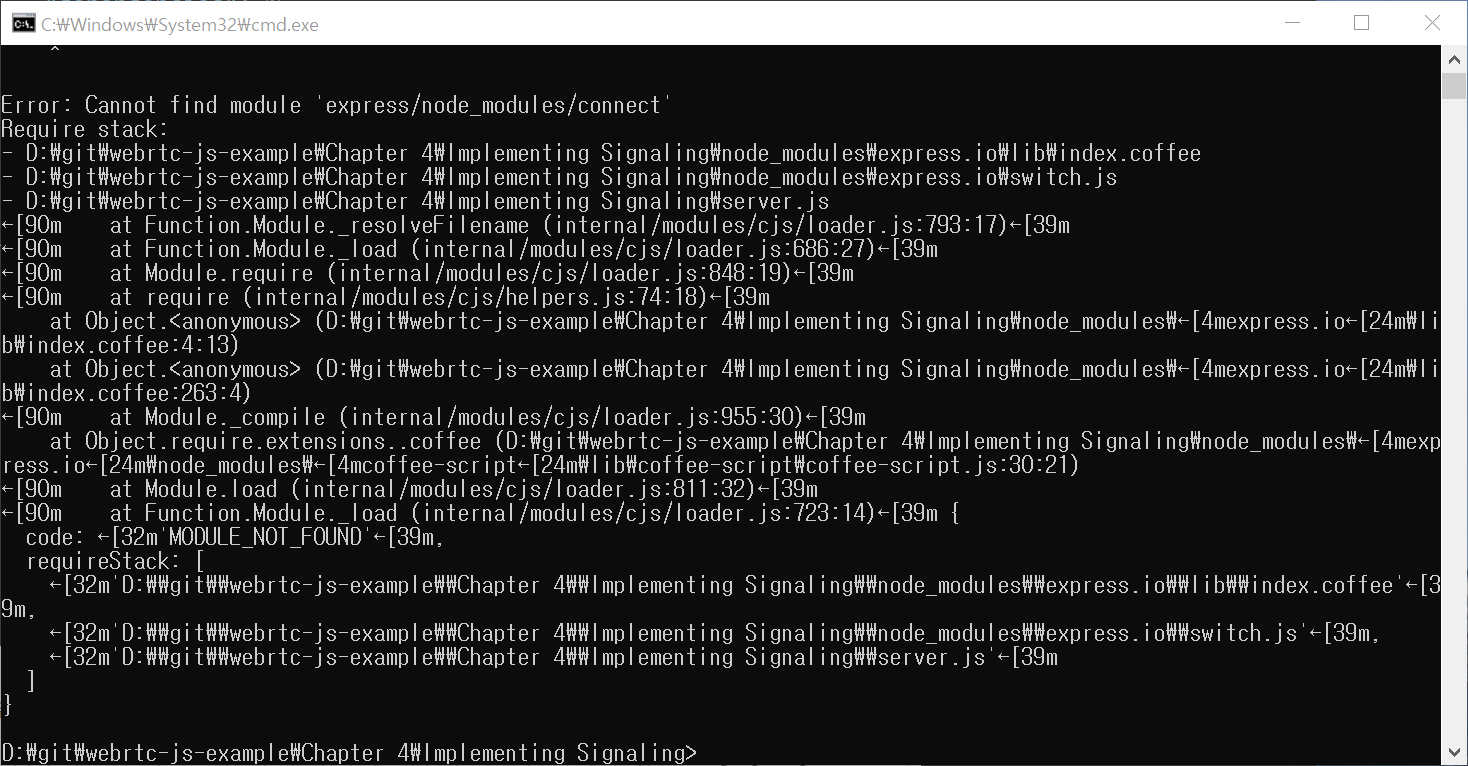 C:\Windows\System32\cmd.exe
^
Error: Cannot find module 'express/node_modules/connect'
Require stack:
- D:₩git₩webrtc-js-example₩Chapter 4₩Implementing Signaling₩node_modules₩express.io₩lib₩index.coffee
- D:₩git₩webrtc-js-example₩Chapter 4₩Implementing Signaling₩node_modules₩express.io₩switch.js
- D:₩git₩webrtc-js-example₩Chapter 4₩Implementing Signaling₩server.js
←[90m    at Function.Module._resolveFilename (internal/modules/cjs/loader.js:793:17)←[39m
←[90m    at Function.Module._load (internal/modules/cjs/loader.js:686:27)←[39m
←[90m    at Module.require (internal/modules/cjs/loader.js:848:19)←[39m
←[90m    at require (internal/modules/cjs/helpers.js:74:18)←[39m
    at Object.<anonymous> (D:₩git₩webrtc-js-example₩Chapter 4₩Implementing Signaling₩node_modules₩←[4mexpress.io←[24m₩li
b₩index.coffee:4:13)
    at Object.<anonymous> (D:₩git₩webrtc-js-example₩Chapter 4₩Implementing Signaling₩node_modules₩←[4mexpress.io←[24m₩li
b₩index.coffee:263:4)
←[90m    at Module._compile (internal/modules/cjs/loader.js:955:30)←[39m
    at Object.require.extensions..coffee (D:₩git₩webrtc-js-example₩Chapter 4₩Implementing Signaling₩node_modules₩←[4mexp
ress.io←[24m₩node_modules₩←[4mcoffee-script←[24m₩lib₩coffee-script₩coffee-script.js:30:21)
←[90m    at Module.load (internal/modules/cjs/loader.js:811:32)←[39m
←[90m    at Function.Module._load (internal/modules/cjs/loader.js:723:14)←[39m {
  code: ←[32m'MODULE_NOT_FOUND'←[39m,
  requireStack: [
    ←[32m'D:₩₩git₩₩webrtc-js-example₩₩Chapter 4₩₩Implementing Signaling₩₩node_modules₩₩express.io₩₩lib₩₩index.coffee'←[3
9m,
    ←[32m'D:₩₩git₩₩webrtc-js-example₩₩Chapter 4₩₩Implementing Signaling₩₩node_modules₩₩express.io₩₩switch.js'←[39m,
    ←[32m'D:₩₩git₩₩webrtc-js-example₩₩Chapter 4₩₩Implementing Signaling₩₩server.js'←[39m
  ]
}
D:₩git₩webrtc-js-example₩Chapter 4₩Implementing Signaling>